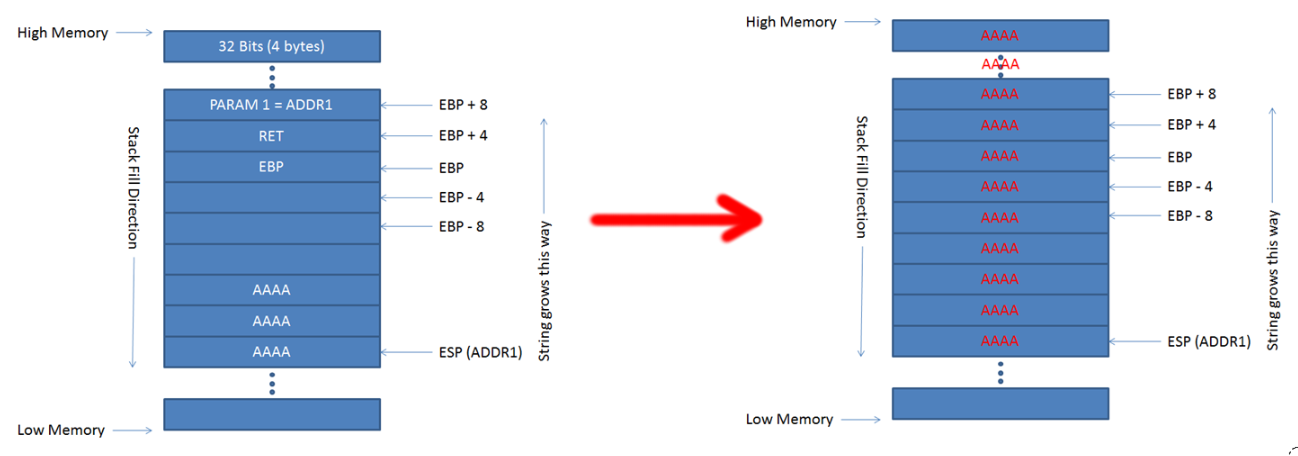 High Memory
32 Bits (4 bytes)
PARAM 1 = ADDR1
EBP + 8
RET
EBP + 4
EBP
EBP
EBP - 4
EBP - 8
AAAA
AAAA
AAAA
ESP (ADDR1)
Stack Fill Direction
String grows this way
Low Memory
High Memory
AAAA
AAAA
AAAA
EBP + 8
AAAA
EBP + 4
AAAA
EBP
AAAA
EBP - 4
AAAA
EBP - 8
AAAA
AAAA
AAAA
AAAA
ESP (ADDR1)
Stack Fill Direction
String grows this way
Low Memory